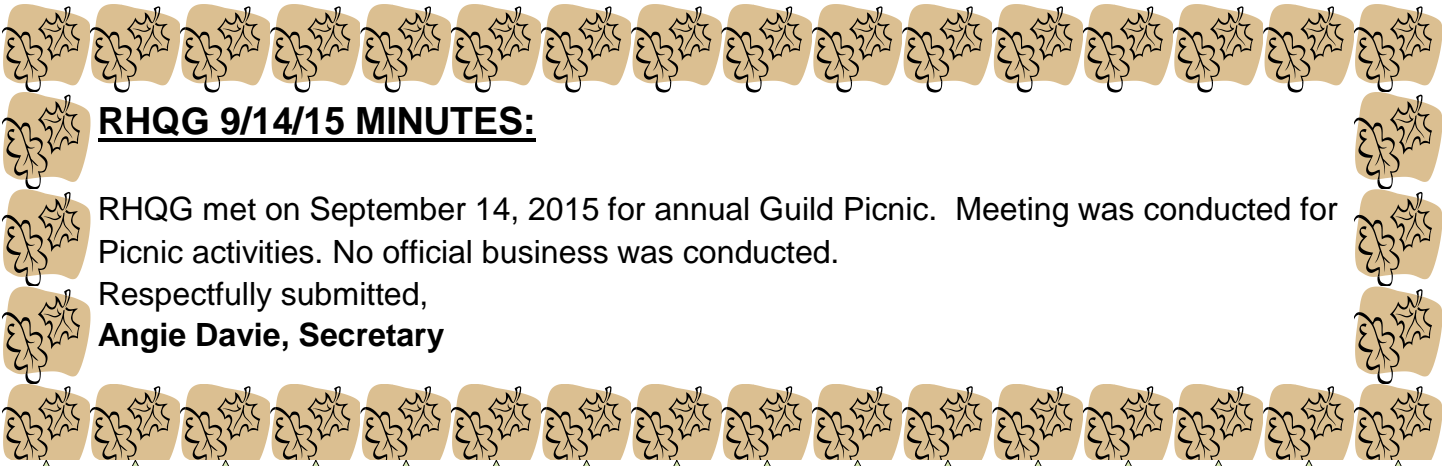 RHQG 9/14/15 MINUTES:
RHQG met on September 14, 2015 for annual Guild Picnic.  Meeting was conducted for
Picnic activities. No official business was conducted.
Respectfully submitted,
Angie Davie, Secretary